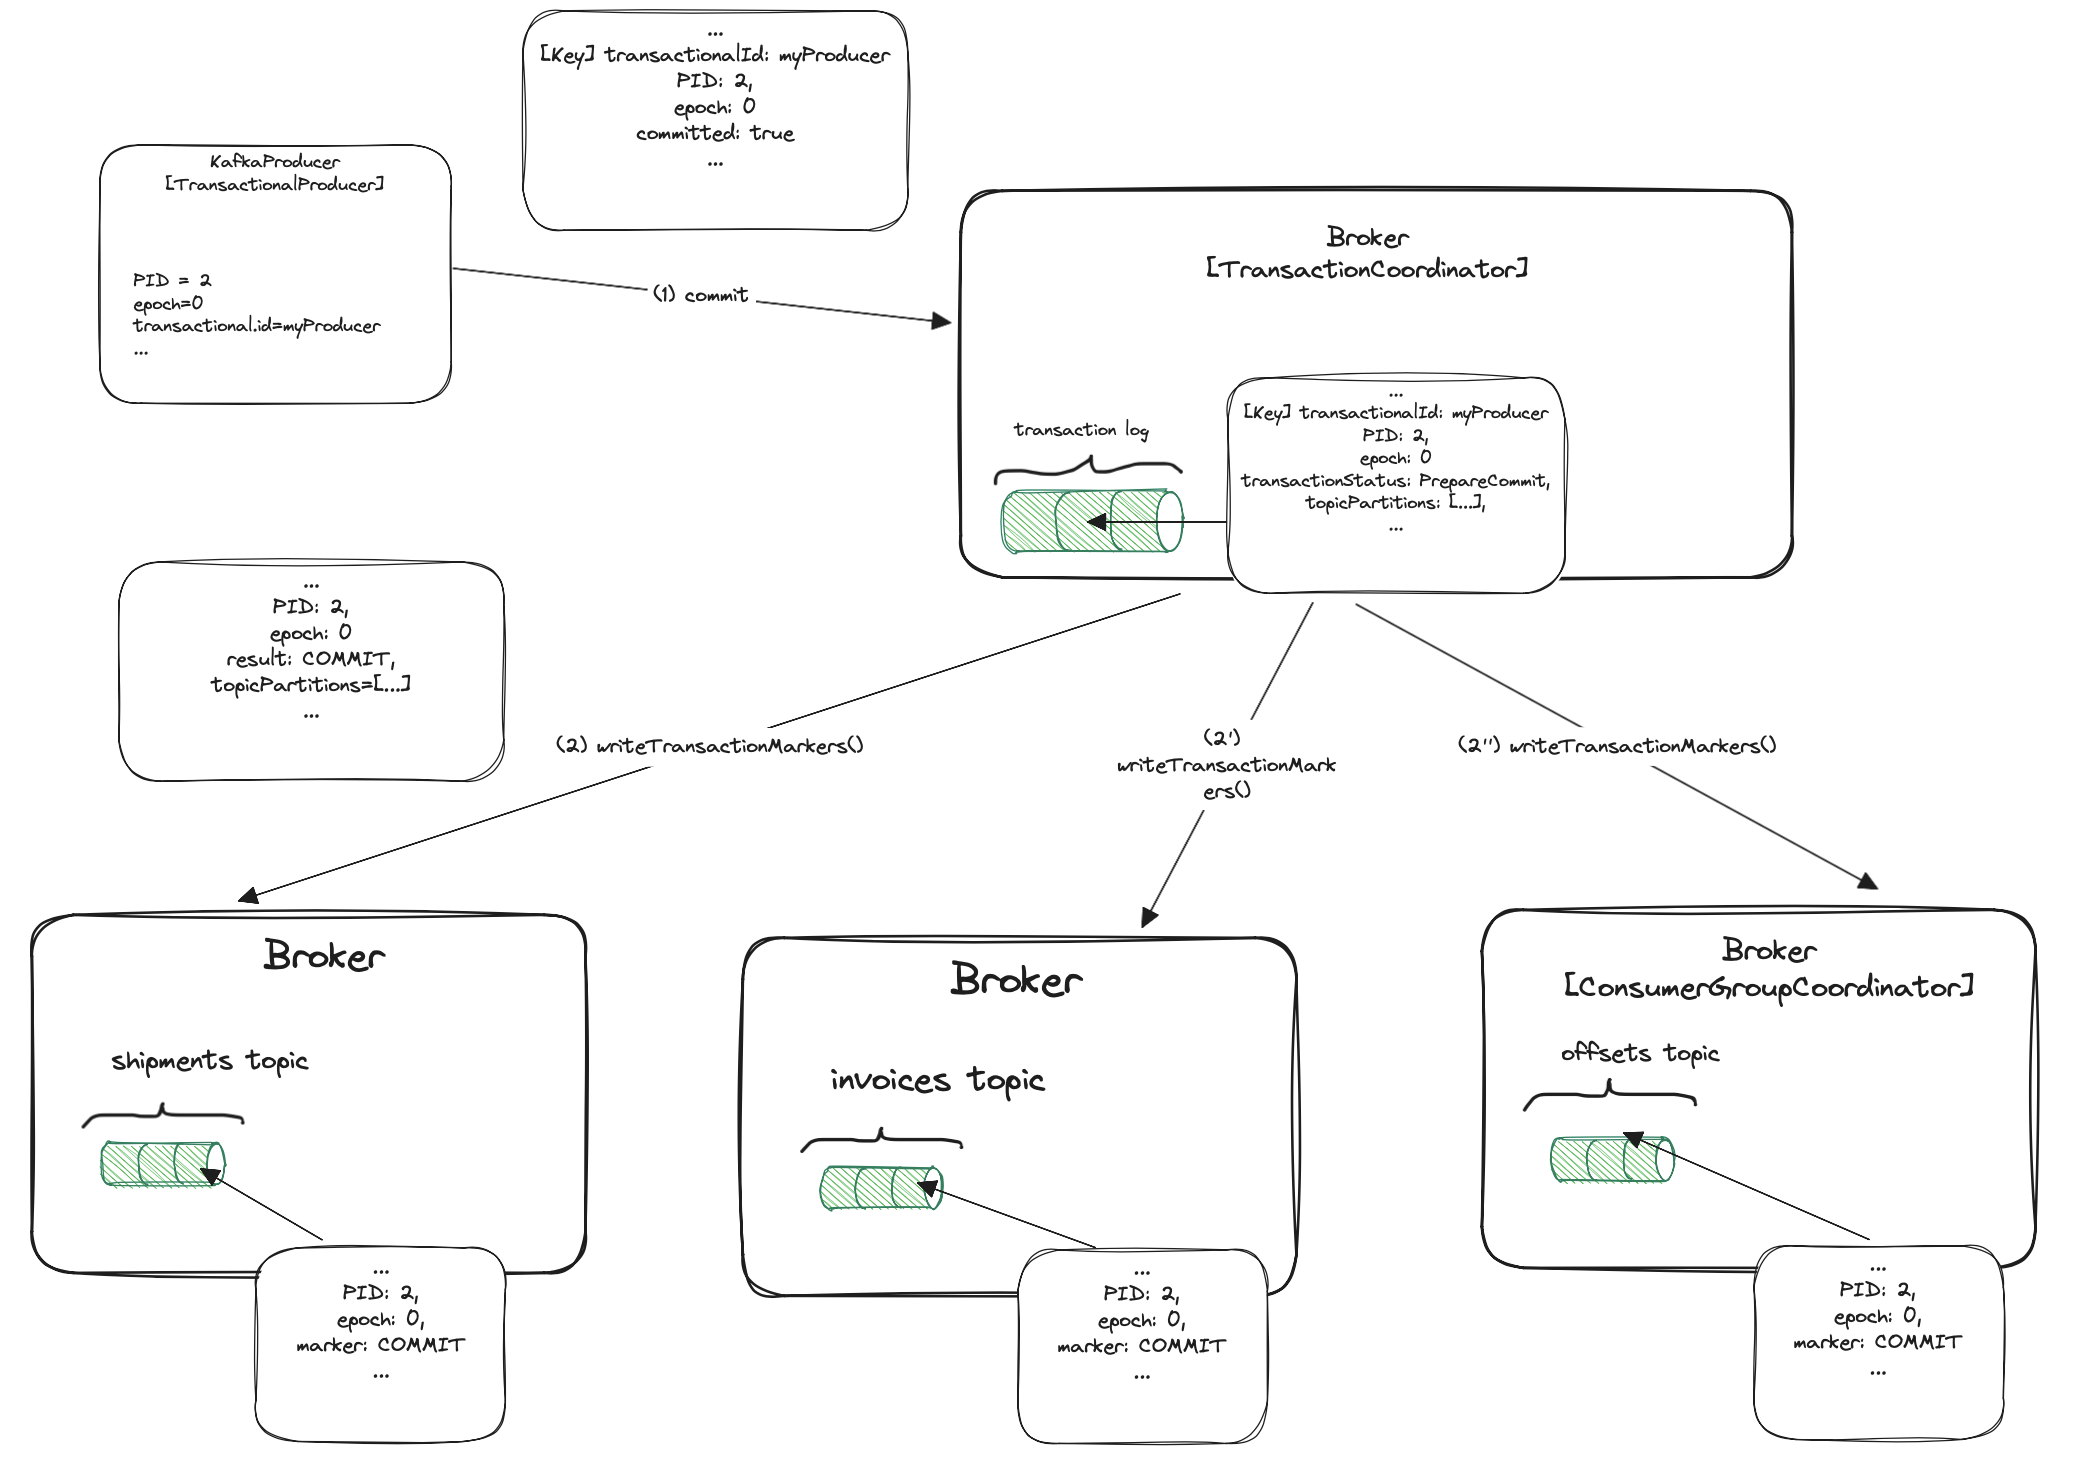 ...
[Key] transactionalId: myProducer
PID: 2,
epoch: 0
committed: true
...
KafkaProducer
[TransactionalProducer]
PID = 2
epoch=0
transactional.id=myProducer
...
(1) commit
Broker
[TransactionCoordinator]
transaction log
...
[Key] transactionalId: myProducer
PID: 2,
epoch: 0
transactionStatus: PrepareCommit,
topicPartitions: [...],
...
...
PID: 2,
epoch: 0
result: COMMIT,
topicPartitions=[...]
...
(2) writeTransactionMarkers()
(2')
writeTransactionMark
ers()
(2'') writeTransactionMarkers()
Broker
shipments topic
...
PID: 2,
epoch: 0,
marker: COMMIT
...
Broker
invoices topic
...
PID: 2,
epoch: 0,
marker: COMMIT
...
Broker
[ConsumerGroupCoordinator]
offsets topic
...
PID: 2,
epoch: 0,
marker: COMMIT
...